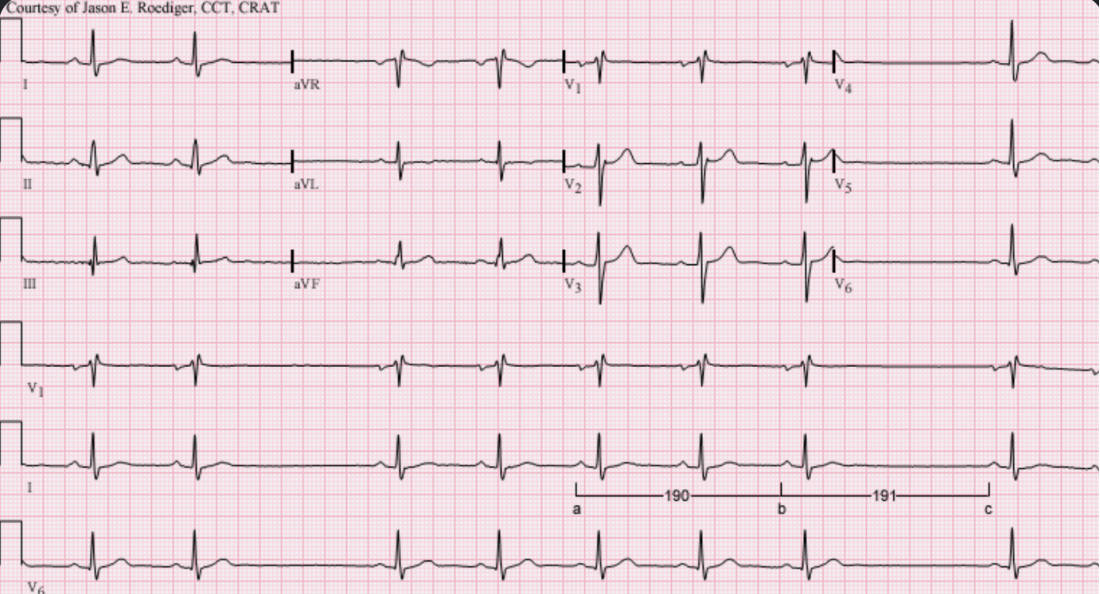 Courtesy of Jason E. Roediger, CCT, CRAT
I aVR V1 V4
II aVL V2 V5
III aVF V3 V6
V1
I
190 191
a b c
V6